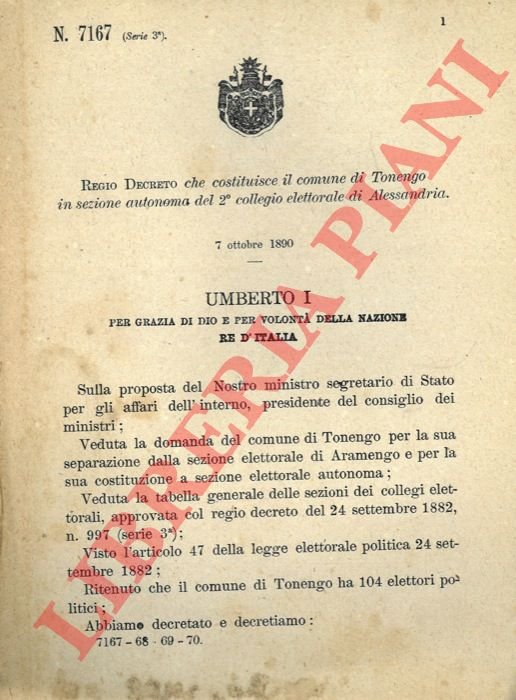 1
N. 7167 (Serie 3ª).
REGIO DECRETO che costituisce il comune di Tonengo
in sezione autonoma del 2º collegio elettorale di Alessandria.
7 ottobre 1890
UMBERTO I
PER GRAZIA DI DIO E PER VOLONTÀ DELLA NAZIONE
RE D'ITALIA
Sulla proposta del Nostro ministro segretario di Stato
per gli affari dell'interno, presidente del consiglio dei
ministri;
Veduta la domanda del comune di Tonengo per la sua
separazione dalla sezione elettorale di Aramengo e per la
sua costituzione a sezione elettorale autonoma;
Veduta la tabella generale delle sezioni dei collegi elet-
torali, approvata col regio decreto del 24 settembre 1882,
n. 997 (serie 3ª);
Visto l'articolo 47 della legge elettorale politica 24 set-
tembre 1882;
Ritenuto che il comune di Tonengo ha 104 elettori po-
litici;
Abbiamo decretato e decretiamo:
7167 - 68 - 69 - 70.
LIBRERIA PIANI